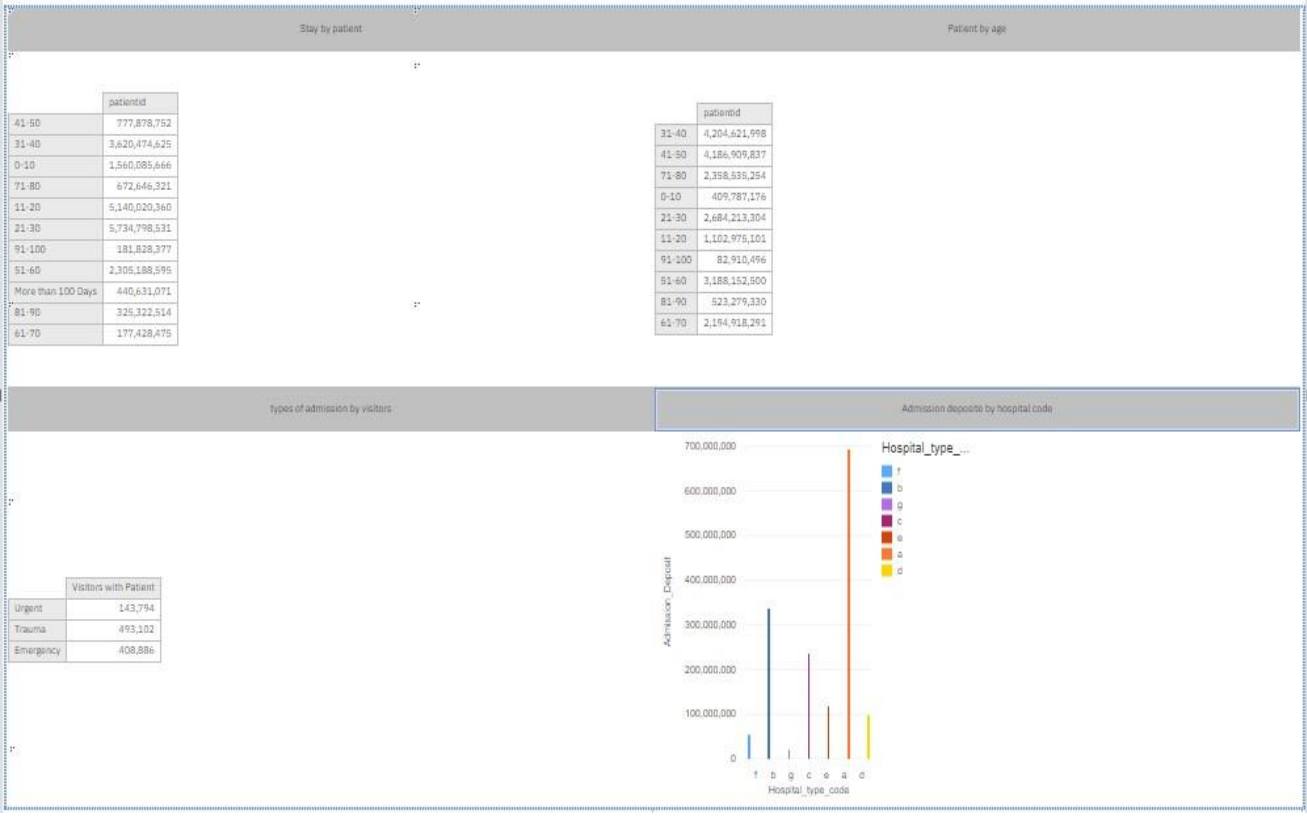 Stay by patient
patientid
41-50 777,878,752
31-40 3,620,474,625
0-10 1,560,085,666
71-80 672,646,321
11-20 5,140,020,360
21-30 5,734,798,531
91-100 181,828,377
51-60 2,305,188,595
More than 100 Days 440,631,071
81-90 325,322,514
61-70 177,428,475
Patient by age
patientid
31-40 4,204,621,998
41-50 4,186,909,837
71-80 2,358,535,254
0-10 409,787,176
21-30 2,684,213,304
11-20 1,102,975,101
91-100 82,910,496
51-60 3,188,152,500
81-90 523,279,330
61-70 2,194,918,291
types of admission by visitors
Visitors with Patient
Urgent 143,794
Trauma 493,102
Emergency 408,886
Admission deposite by hospital code
Admission_Deposit
700,000,000
600,000,000
500,000,000
400,000,000
300,000,000
200,000,000
100,000,000
0
f b g c e a d
Hospital_type_code
Hospital_type_...
f
b
g
c
e
a
d